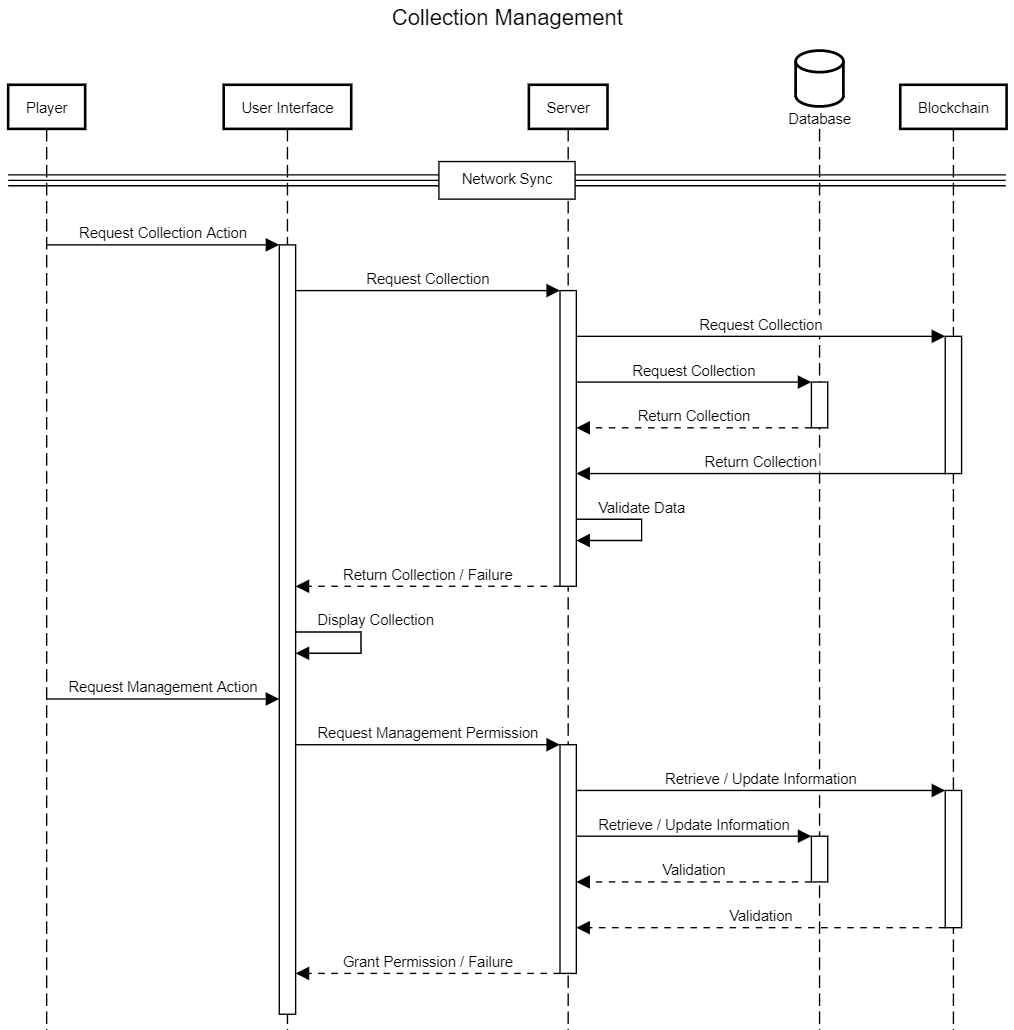 Collection Management
Player
User Interface
Server
Database
Blockchain
Network Sync
Request Collection Action
Request Collection
Request Collection
Request Collection
Return Collection
Return Collection
Validate Data
Return Collection / Failure
Display Collection
Request Management Action
Request Management Permission
Retrieve / Update Information
Retrieve / Update Information
Validation
Validation
Grant Permission / Failure